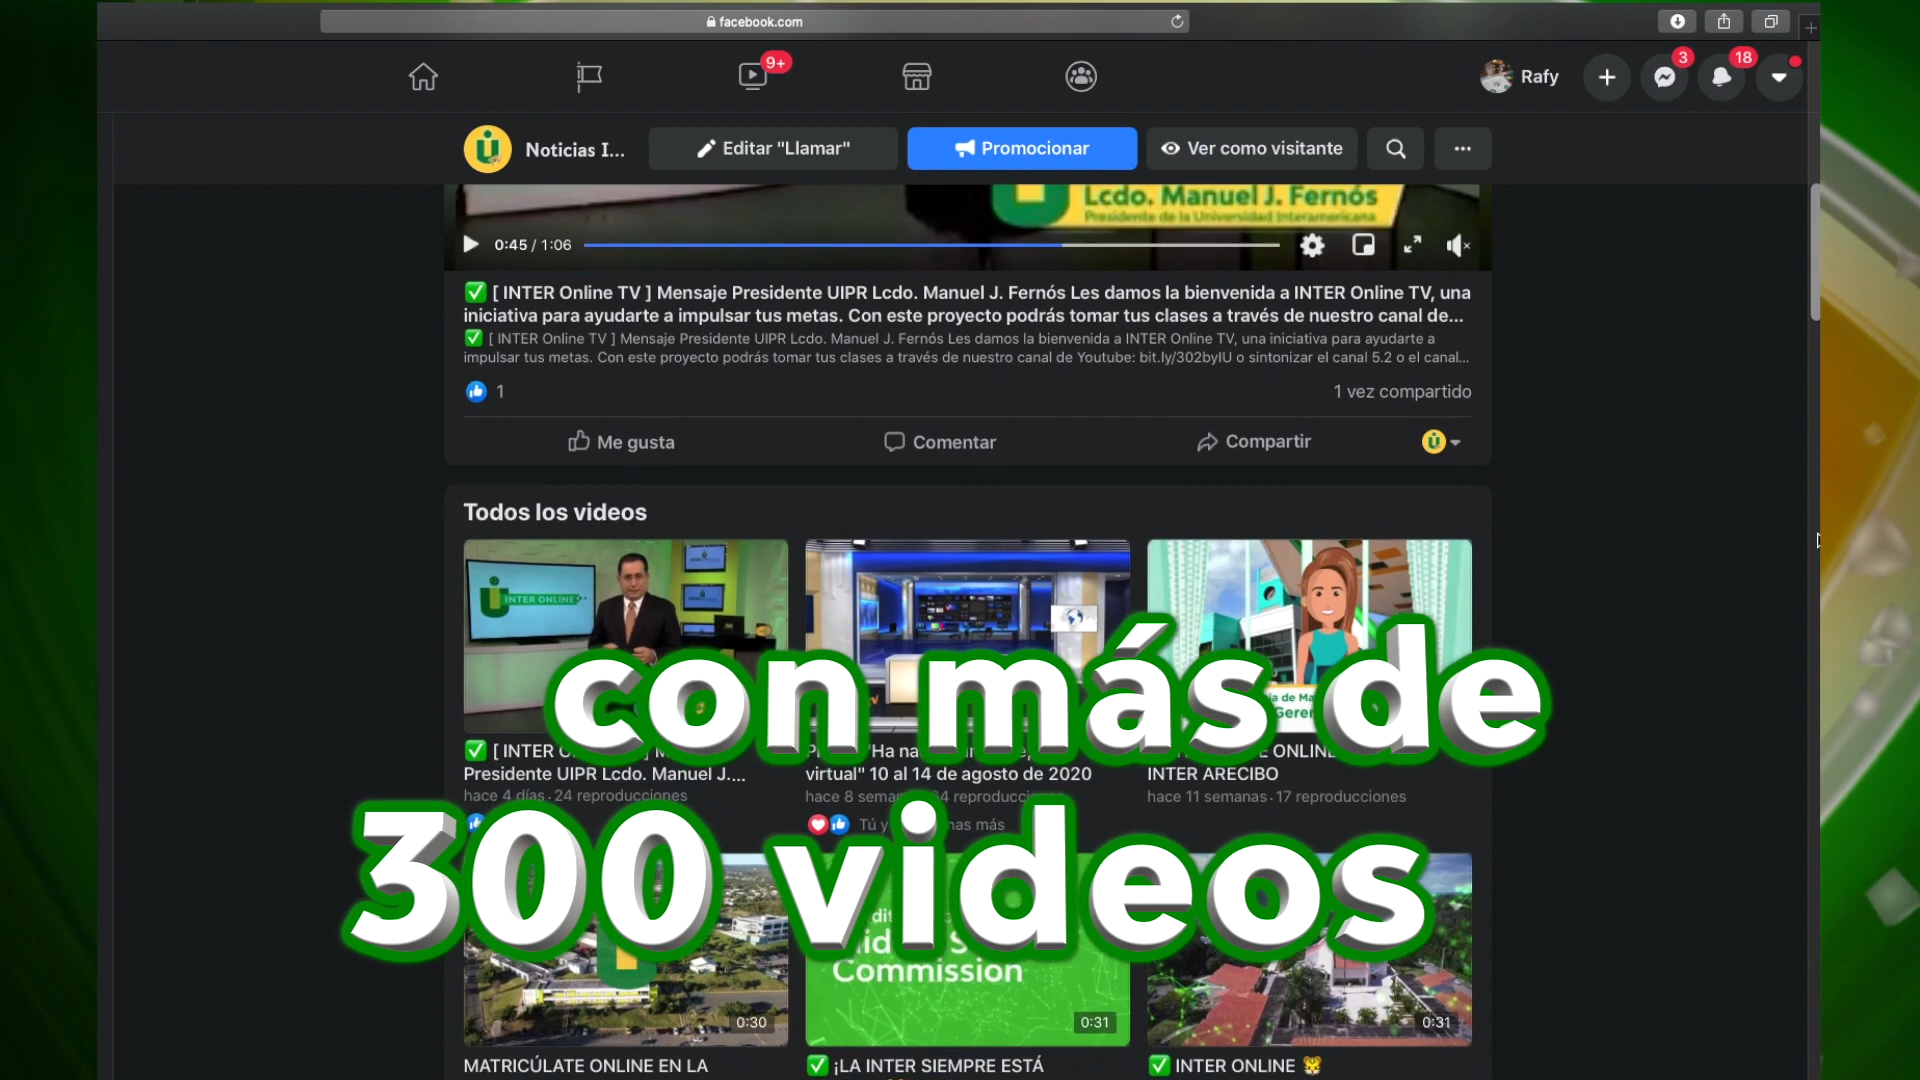 facebook.com
9+
Rafy
3
18
Noticias I...
Editar "Llamar"
Promocionar
Ver como visitante
Lcdo. Manuel J. Fernós
Presidente de la Universidad Interamericana
0:45 / 1:06
✅ [ INTER Online TV ] Mensaje Presidente UIPR Lcdo. Manuel J. Fernós Les damos la bienvenida a INTER Online TV, una
iniciativa para ayudarte a impulsar tus metas. Con este proyecto podrás tomar tus clases a través de nuestro canal de...
✅ [ INTER Online TV ] Mensaje Presidente UIPR Lcdo. Manuel J. Fernós Les damos la bienvenida a INTER Online TV, una iniciativa para ayudarte a
impulsar tus metas. Con este proyecto podrás tomar tus clases a través de nuestro canal de Youtube: bit.ly/302byIU o sintonizar el canal 5.2 o el canal...
1
1 vez compartido
Me gusta
Comentar
Compartir
Todos los videos
INTER ONLINE
con más de
300 videos
✅ [ INTER
Presidente UIPR Lcdo. Manuel J....
hace 4 días · 24 reproducciones
"Ha
virtual" 10 al 14 de agosto de 2020
hace 8
Tú y
más
ONLINE
INTER ARECIBO
hace 11 semanas · 17 reproducciones
Commission
0:30
0:31
0:31
MATRICÚLATE ONLINE EN LA
✅ ¡LA INTER SIEMPRE ESTÁ
✅ INTER ONLINE 🐯